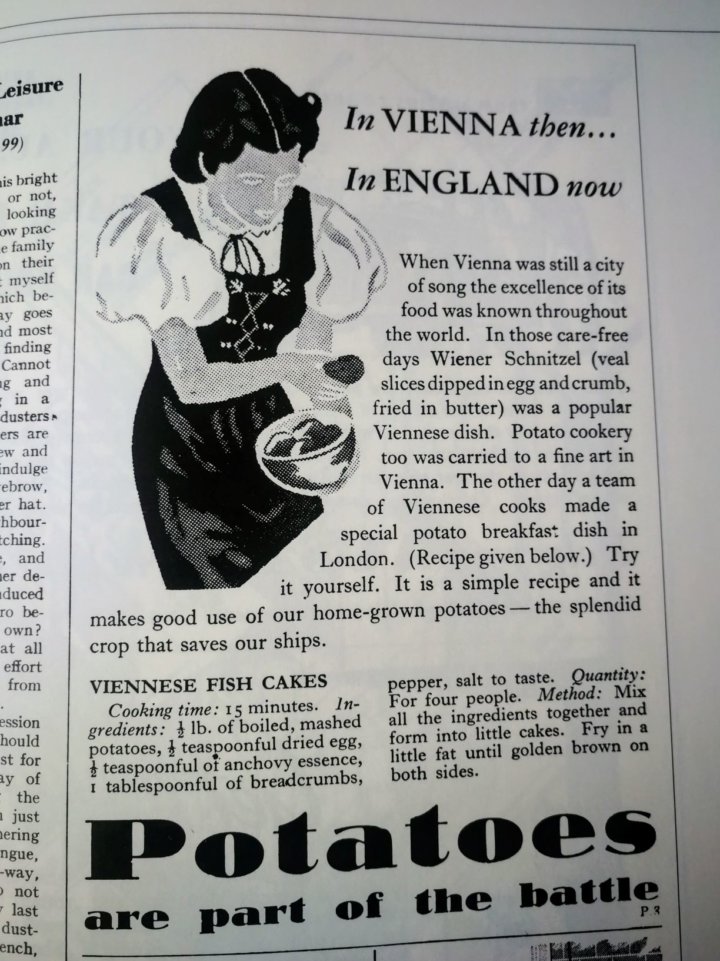 Leisure
99)
his bright
or not,
looking
ow prac-
e family
on their
myself
hich be-
ay goes
nd most
finding
Cannot
ng and
g in a
dusters
ers are
ew and
indulge
ebrow,
er hat.
hbour-
tching.
e, and
her de-
nduced
ro be-
own?
at all
effort
from
ession
hould
st for
ay of
the
n just
hering
ngue,
-way,
o not
y last
dust-
ench,
In VIENNA then...
In ENGLAND now
When Vienna was still a city
of song the excellence of its
food was known throughout
the world. In those care-free
days Wiener Schnitzel (veal
slices dipped in egg and crumb,
fried in butter) was a popular
Viennese dish. Potato cookery
too was carried to a fine art in
Vienna. The other day a team
of Viennese cooks made a
special potato breakfast dish in
London. (Recipe given below.) Try
it yourself. It is a simple recipe and it
makes good use of our home-grown potatoes — the splendid
crop that saves our ships.
VIENNESE FISH CAKES
Cooking time: 15 minutes. In-
gredients: ½ lb. of boiled, mashed
potatoes, ½ teaspoonful dried egg,
½ teaspoonful of anchovy essence,
1 tablespoonful of breadcrumbs,
pepper, salt to taste. Quantity:
For four people. Method: Mix
all the ingredients together and
form into little cakes. Fry in a
little fat until golden brown on
both sides.
Potatoes
are part of the battle